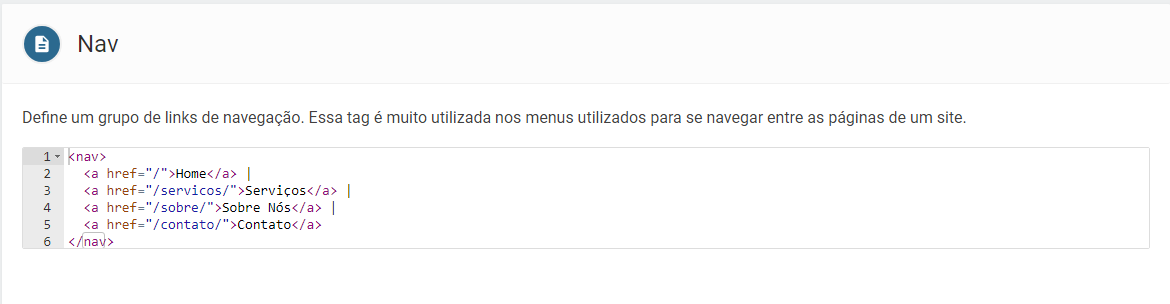 Nav
Define um grupo de links de navegação. Essa tag é muito utilizada nos menus utilizados para se navegar entre as páginas de um site.
1 <nav>
2 <a href="/">Home</a> |
3 <a href="/servicos/">Serviços</a> |
4 <a href="/sobre/">Sobre Nós</a> |
5 <a href="/contato/">Contato</a>
6 </nav>